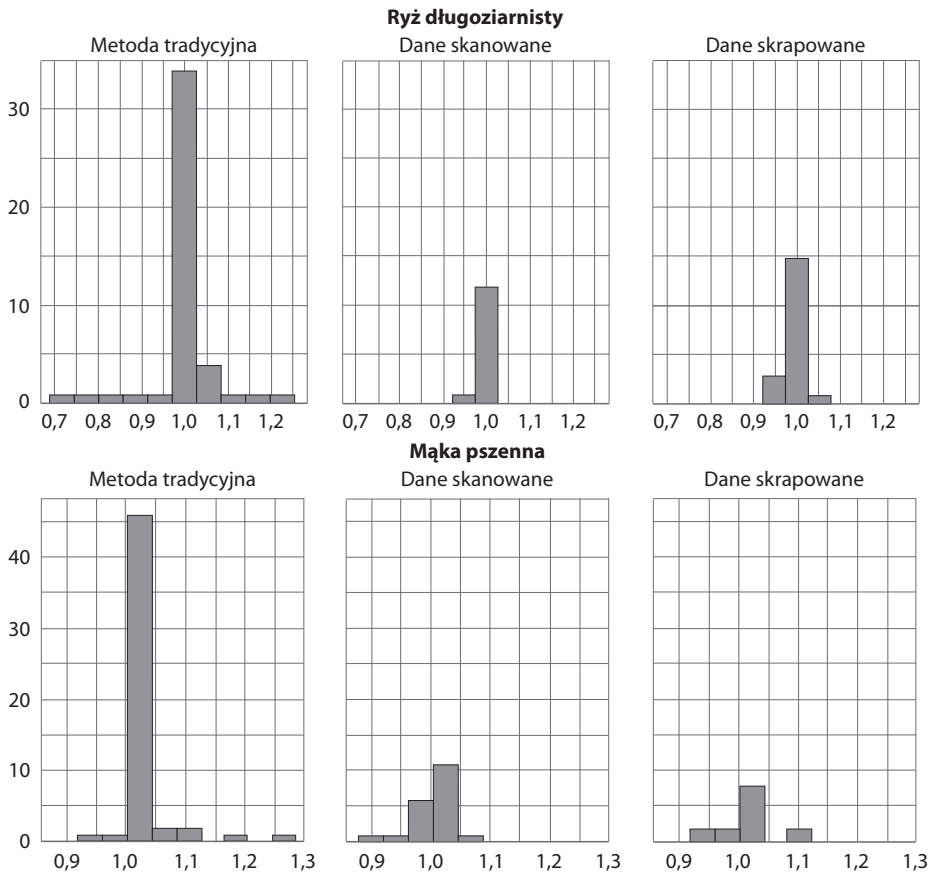 Ryż długoziarnisty
Metoda tradycyjna Dane skanowane Dane skrapowane
30
20
10
0
0,7 0,8 0,9 1,0 1,1 1,2 0,7 0,8 0,9 1,0 1,1 1,2 0,7 0,8 0,9 1,0 1,1 1,2
Mąka pszenna
Metoda tradycyjna Dane skanowane Dane skrapowane
40
30
20
10
0
0,9 1,0 1,1 1,2 1,3 0,9 1,0 1,1 1,2 1,3 0,9 1,0 1,1 1,2 1,3